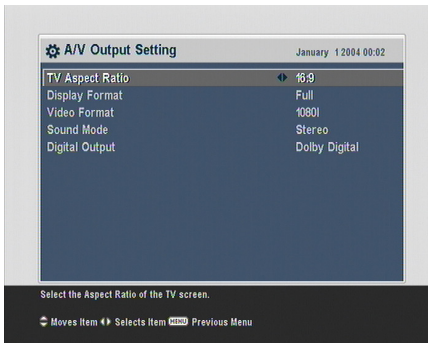 A/V Output Setting January 1 2004 00:02
TV Aspect Ratio 16:9
Display Format Full
Video Format 1080I
Sound Mode Stereo
Digital Output Dolby Digital
Select the Aspect Ratio of the TV screen.
Moves Item Selects Item MENU Previous Menu